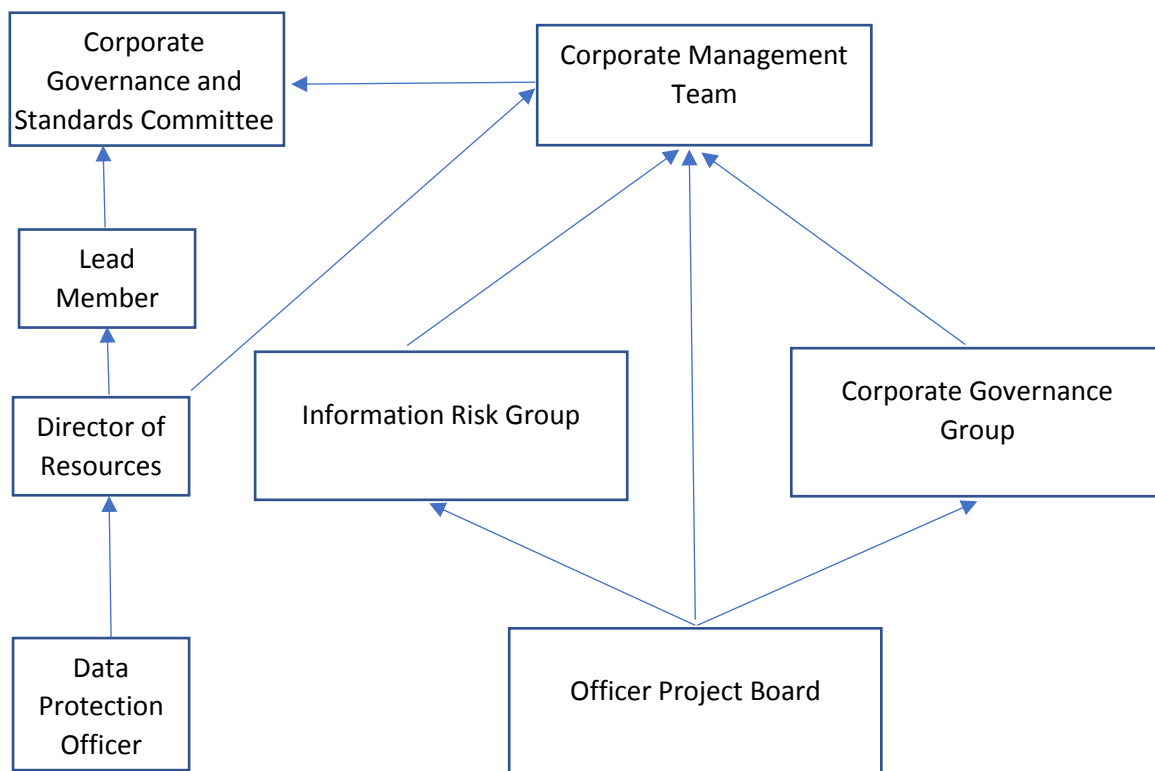 Corporate
Governance and
Standards Committee
Corporate Management
Team
Lead
Member
Director of
Resources
Information Risk Group
Corporate Governance
Group
Data
Protection
Officer
Officer Project Board